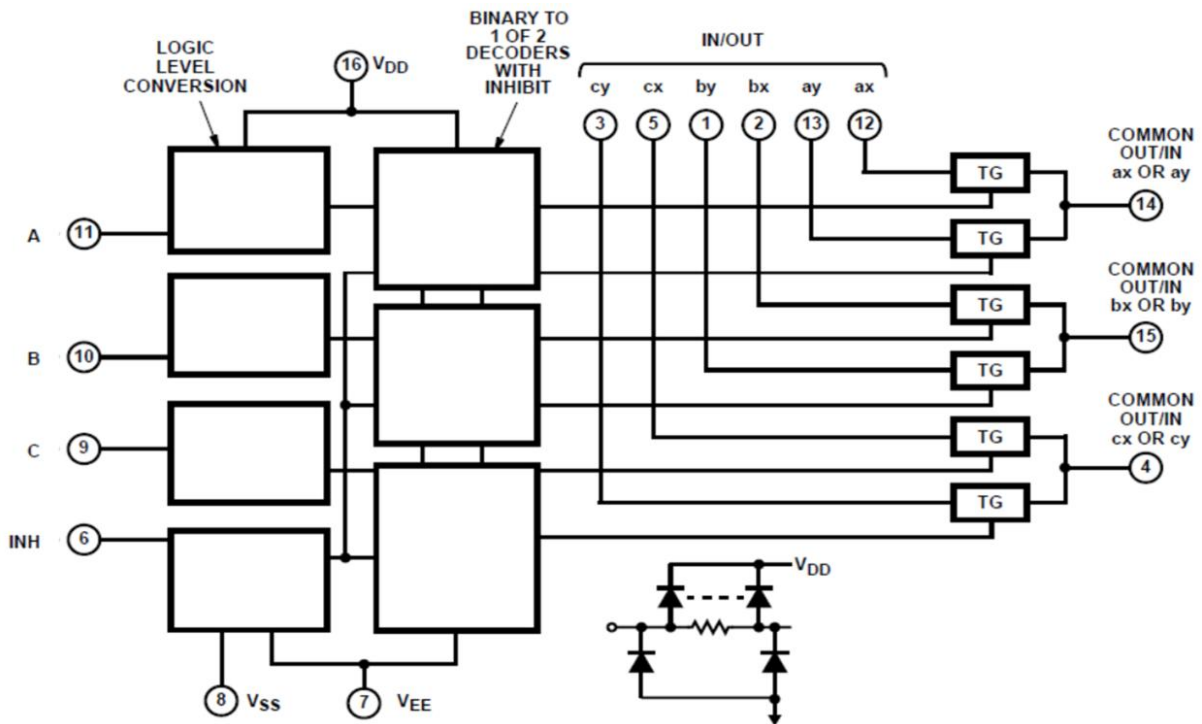 LOGIC
LEVEL
CONVERSION
16 VDD
BINARY TO
1 OF 2
DECODERS
WITH
INHIBIT
IN/OUT
cy cx by bx ay ax
3 5 1 2 13 12
COMMON
OUT/IN
ax OR ay
TG
14
A 11
TG
COMMON
OUT/IN
bx OR by
TG
15
B 10
TG
COMMON
OUT/IN
cx OR cy
TG
4
C 9
TG
INH 6
VDD
8 VSS
7 VEE